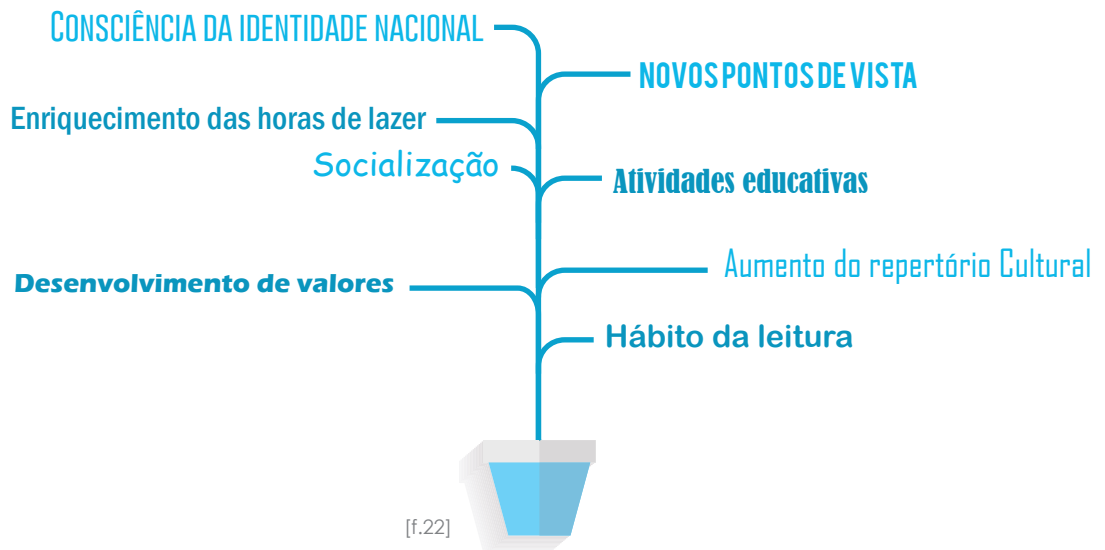 CONSCIÊNCIA DA IDENTIDADE NACIONAL
NOVOS PONTOS DE VISTA
Enriquecimento das horas de lazer
Socialização
Atividades educativas
Aumento do repertório Cultural
Desenvolvimento de valores
Hábito da leitura
[f.22]